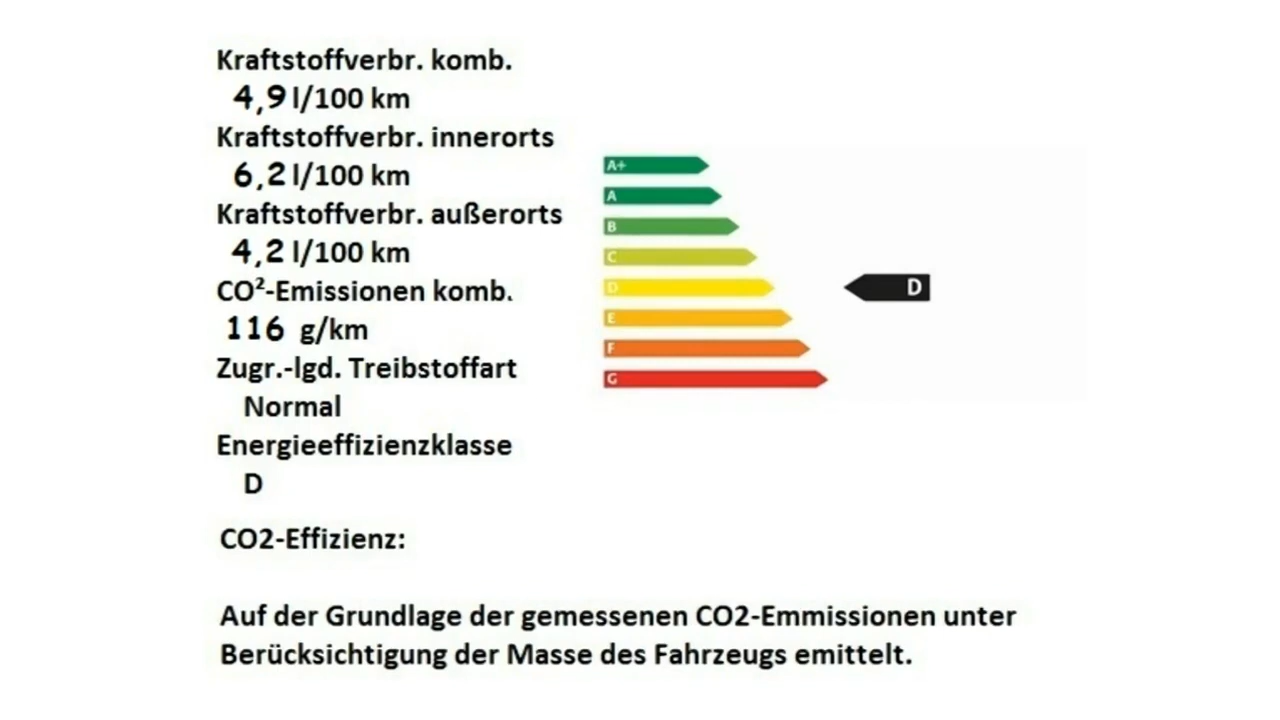 Kraftstoffverbr. komb.
4,9 l/100 km
Kraftstoffverbr. innerorts
6,2 l/100 km
Kraftstoffverbr. außerorts
4,2 l/100 km
CO²-Emissionen komb.
116 g/km
Zugr.-lgd. Treibstoffart
Normal
Energieeffizienzklasse
D
A+
A
B
C
D
E
F
G
D
CO2-Effizienz:
Auf der Grundlage der gemessenen CO2-Emmissionen unter
Berücksichtigung der Masse des Fahrzeugs emittelt.